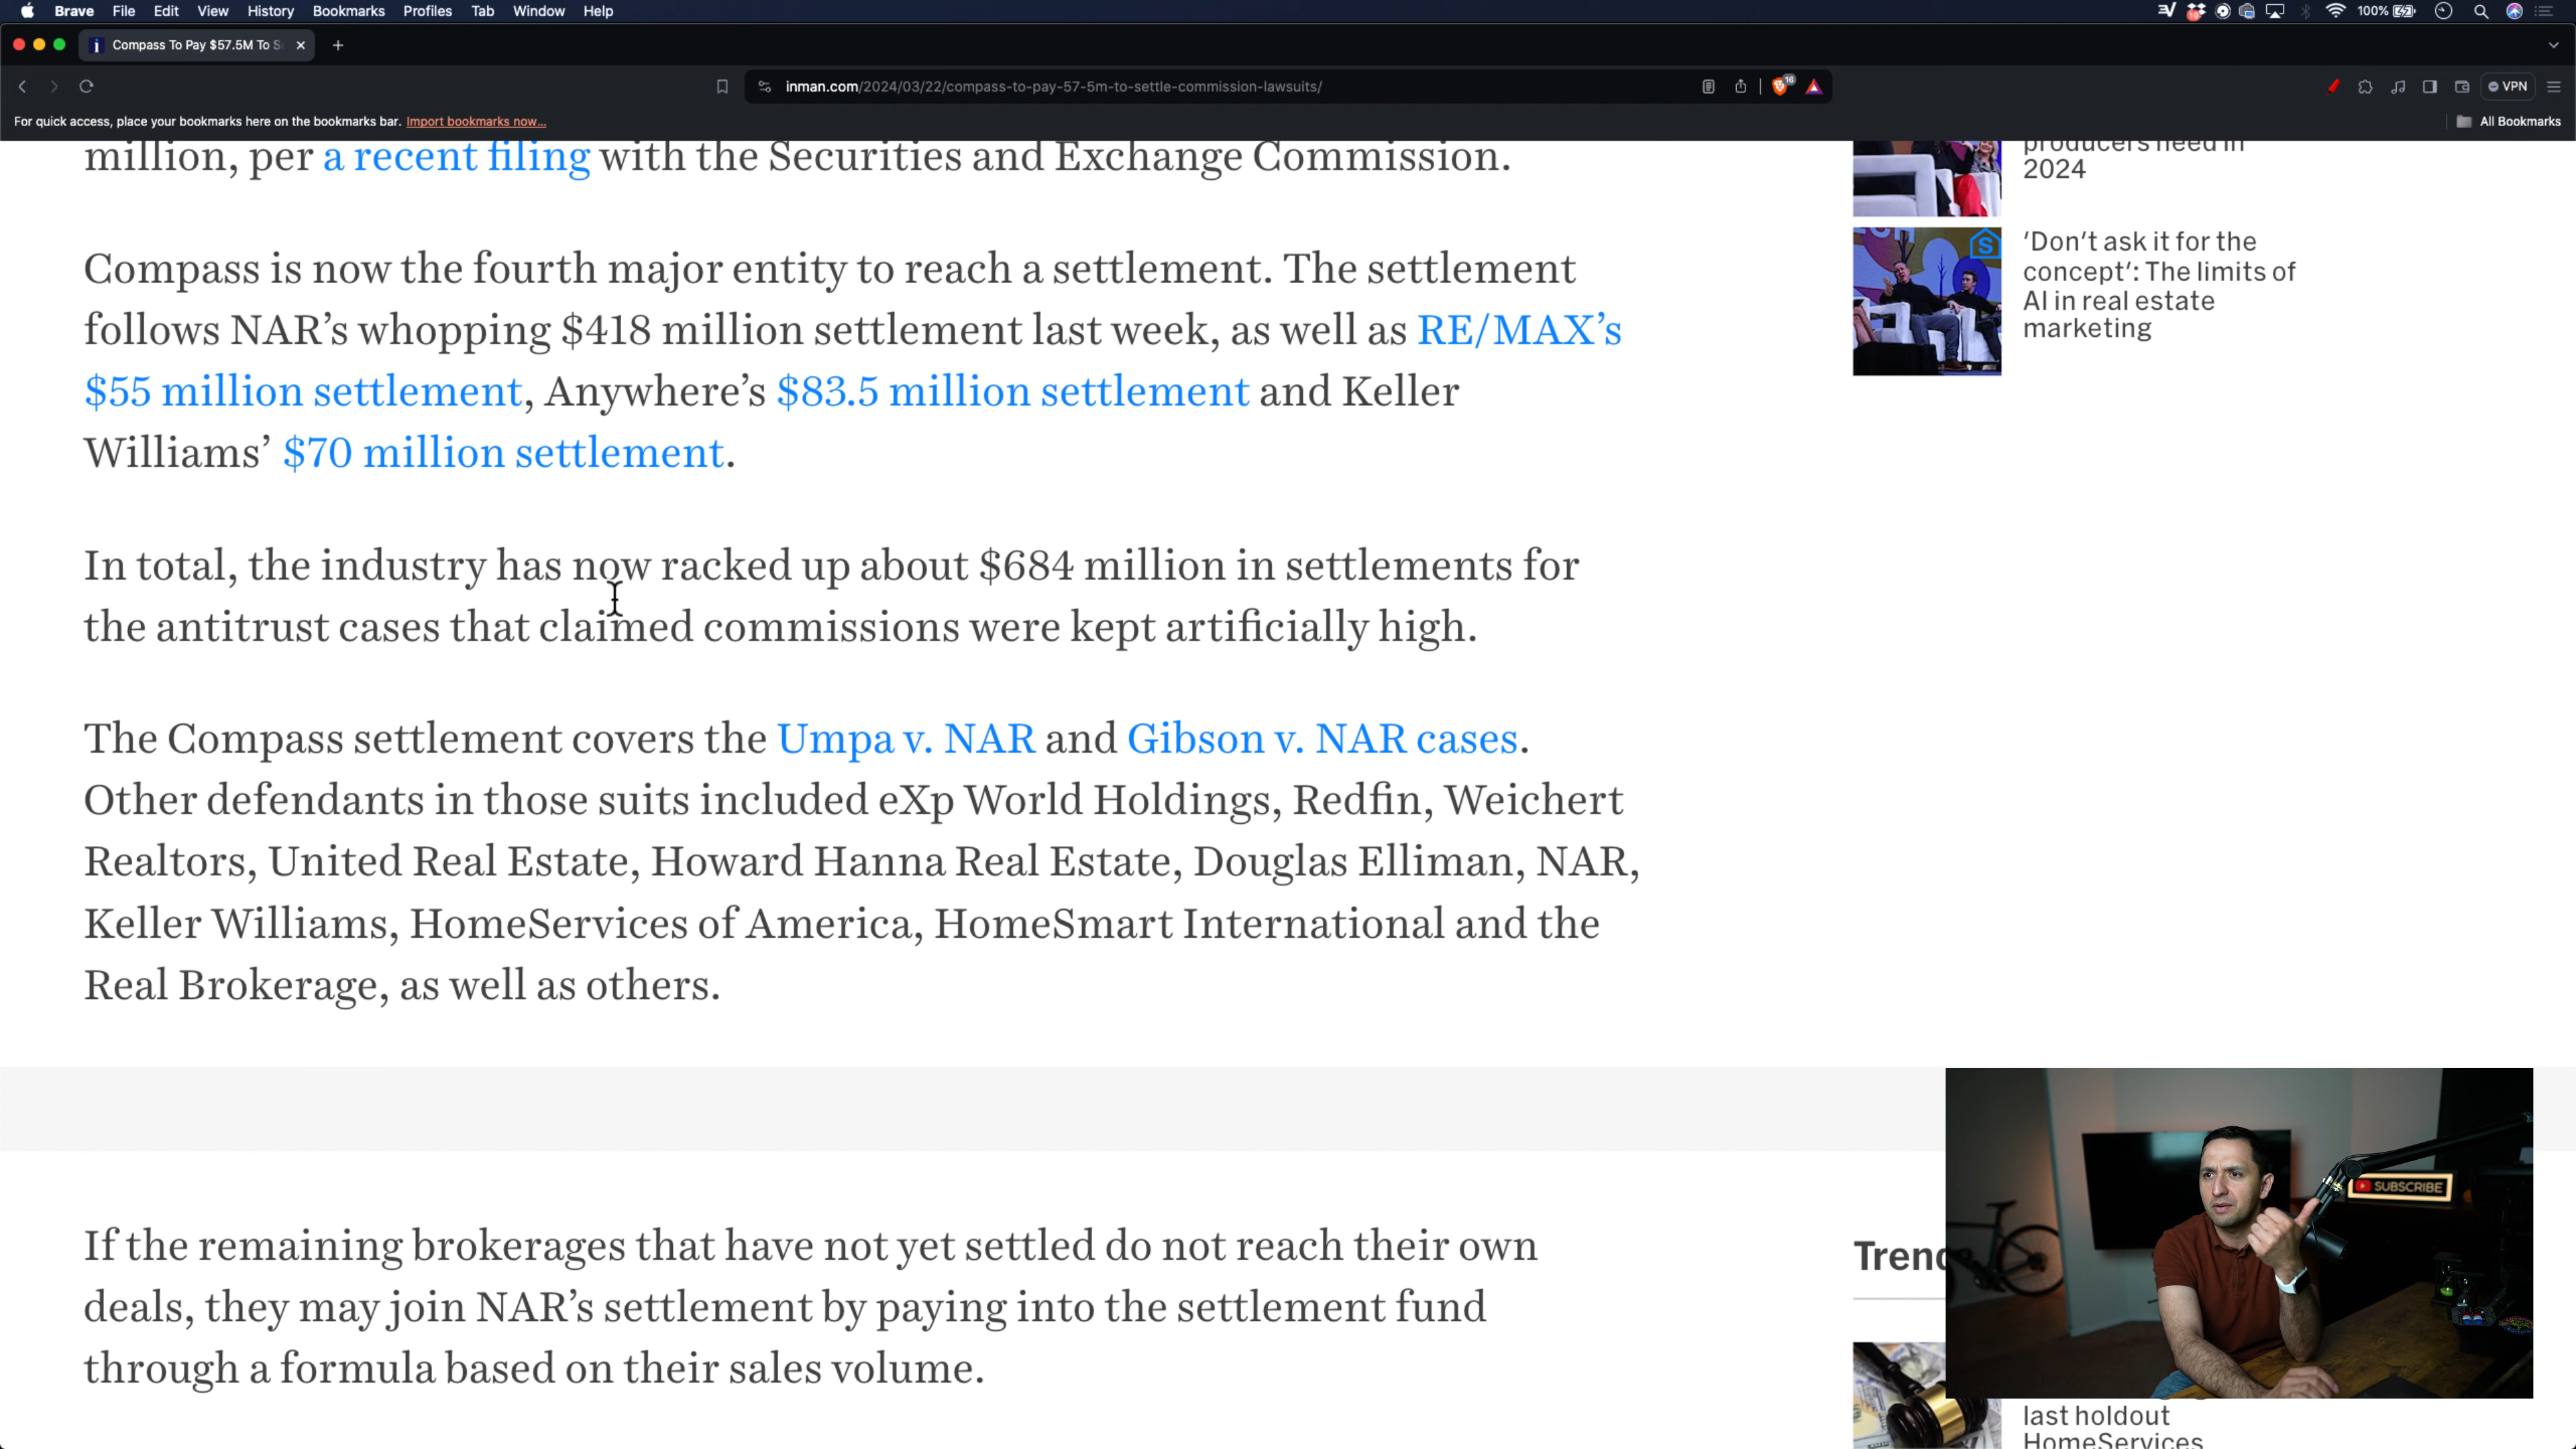 Brave File Edit View History Bookmarks Profiles Tab Window Help
100%
Compass To Pay $57.5M To S
inman.com/2024/03/22/compass-to-pay-57-5m-to-settle-commission-lawsuits/
16
VPN
For quick access, place your bookmarks here on the bookmarks bar. Import bookmarks now...
All Bookmarks
million, per a recent filing with the Securities and Exchange Commission.
Compass is now the fourth major entity to reach a settlement. The settlement
follows NAR’s whopping $418 million settlement last week, as well as RE/MAX’s
$55 million settlement, Anywhere’s $83.5 million settlement and Keller
Williams’ $70 million settlement.
In total, the industry has now racked up about $684 million in settlements for
the antitrust cases that claimed commissions were kept artificially high.
The Compass settlement covers the Umpa v. NAR and Gibson v. NAR cases.
Other defendants in those suits included eXp World Holdings, Redfin, Weichert
Realtors, United Real Estate, Howard Hanna Real Estate, Douglas Elliman, NAR,
Keller Williams, HomeServices of America, HomeSmart International and the
Real Brokerage, as well as others.
If the remaining brokerages that have not yet settled do not reach their own
deals, they may join NAR’s settlement by paying into the settlement fund
through a formula based on their sales volume.
producers need in
2024
‘Don’t ask it for the
concept’: The limits of
AI in real estate
marketing
S
Trend
SUBSCRIBE
last holdout
HomeServices